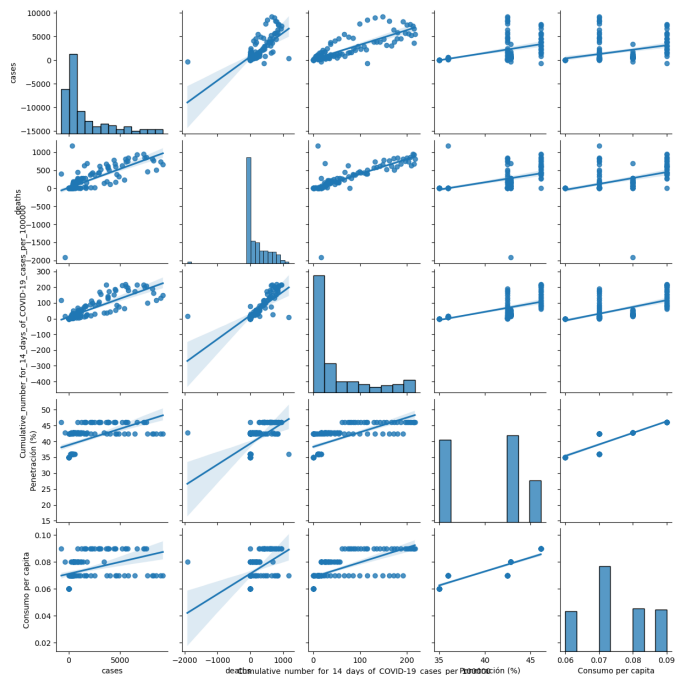 10000
5000
0
−5000
−10000
−15000
cases
1000
500
0
−500
−1000
−1500
−2000
deaths
300
200
100
0
−100
−200
−300
−400
Cumulative_number_for_14_days_of_COVID-19_cases_per_100000
50
45
40
35
30
25
20
15
Penetración (%)
0.10
0.08
0.06
0.04
0.02
Consumo per capita
0 5000
cases
−2000 −1000 0 1000
deaths
0 100 200
Cumulative_number_for_14_days_of_COVID-19_cases_per_100000
35 40 45
Penetración (%)
0.06 0.07 0.08 0.09
Consumo per capita